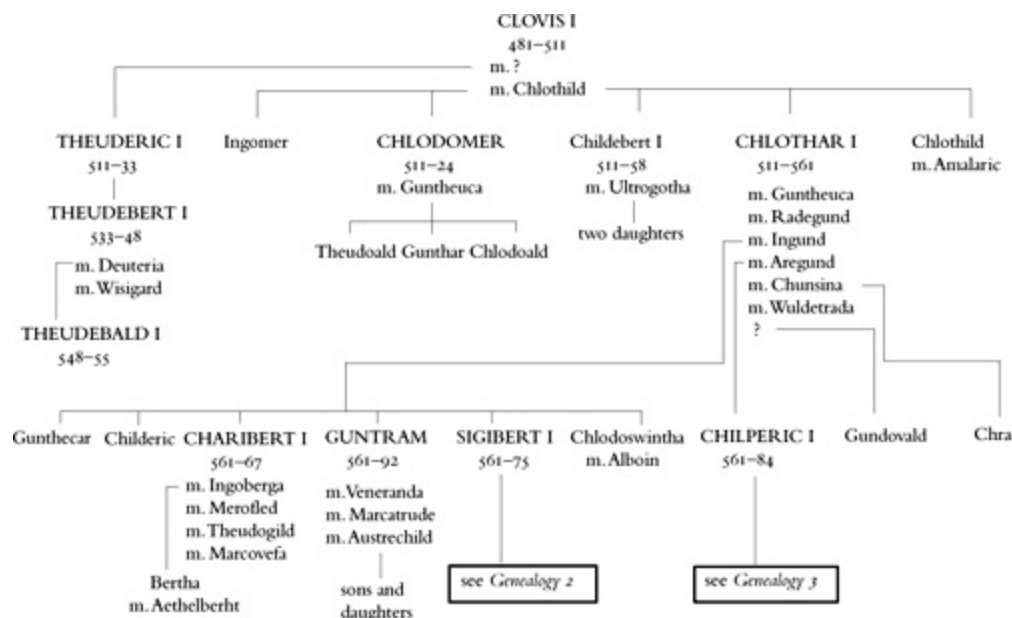 CLOVIS I
481–511
m. ?
m. Chlothild
THEUDERIC I
511–33
THEUDEBERT I
533–48
m. Deuteria
m. Wisigard
THEUDEBALD I
548–55
Ingomer
CHLODOMER
511–24
m. Guntheuca
Theudoald Gunthar Chlodoald
Childebert I
511–58
m. Ultrogotha
two daughters
CHLOTHAR I
511–561
m. Guntheuca
m. Radegund
m. Ingund
m. Aregund
m. Chunsina
m. Wuldetrada
?
Chlothild
m. Amalaric
Gunthecar
Childeric
CHARIBERT I
561–67
m. Ingoberga
m. Merofled
m. Theudogild
m. Marcovefa
Bertha
m. Aethelberht
GUNTRAM
561–92
m. Veneranda
m. Marcatrude
m. Austrechild
sons and
daughters
SIGIBERT I
561–75
see Genealogy 2
Chlodoswintha
m. Alboin
CHILPERIC I
561–84
see Genealogy 3
Gundovald
Chra